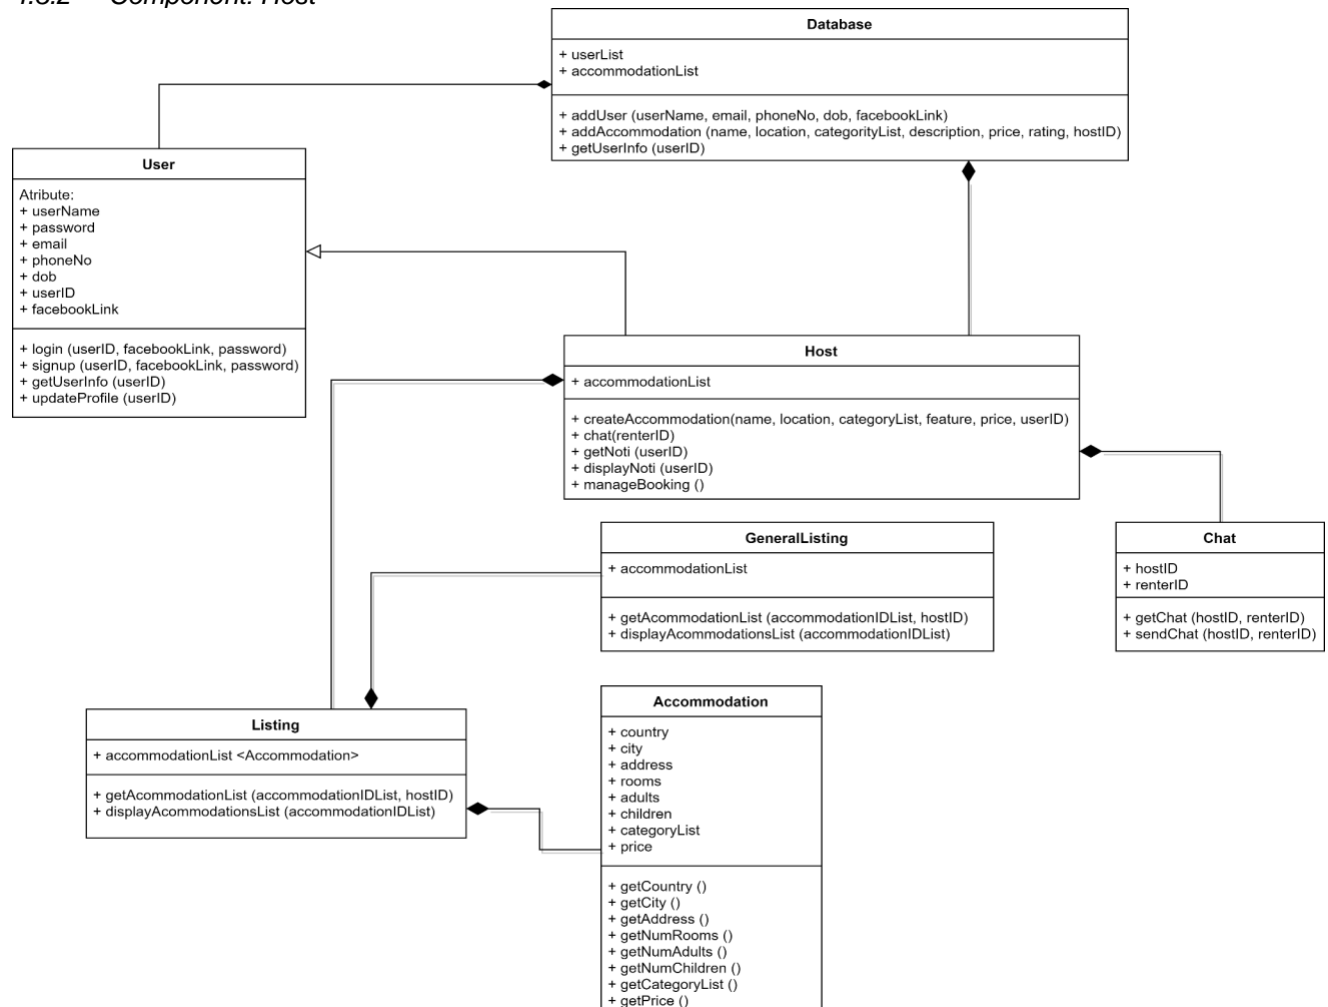 4.3.2 Component: Host
Database
+ userList
+ accommodationList
+ addUser (userName, email, phoneNo, dob, facebookLink)
+ addAccommodation (name, location, categorityList, description, price, rating, hostID)
+ getUserInfo (userID)
User
Atribute:
+ userName
+ password
+ email
+ phoneNo
+ dob
+ userID
+ facebookLink
+ login (userID, facebookLink, password)
+ signup (userID, facebookLink, password)
+ getUserInfo (userID)
+ updateProfile (userID)
Host
+ accommodationList
+ createAccommodation(name, location, categoryList, feature, price, userID)
+ chat(renterID)
+ getNoti (userID)
+ displayNoti (userID)
+ manageBooking ()
GeneralListing
+ accommodationList
+ getAcommodationList (accommodationIDList, hostID)
+ displayAcommodationsList (accommodationIDList)
Chat
+ hostID
+ renterID
+ getChat (hostID, renterID)
+ sendChat (hostID, renterID)
Listing
+ accommodationList <Accommodation>
+ getAcommodationList (accommodationIDList, hostID)
+ displayAcommodationsList (accommodationIDList)
Accommodation
+ country
+ city
+ address
+ rooms
+ adults
+ children
+ categoryList
+ price
+ getCountry ()
+ getCity ()
+ getAddress ()
+ getNumRooms ()
+ getNumAdults ()
+ getNumChildren ()
+ getCategoryList ()
+ getPrice ()